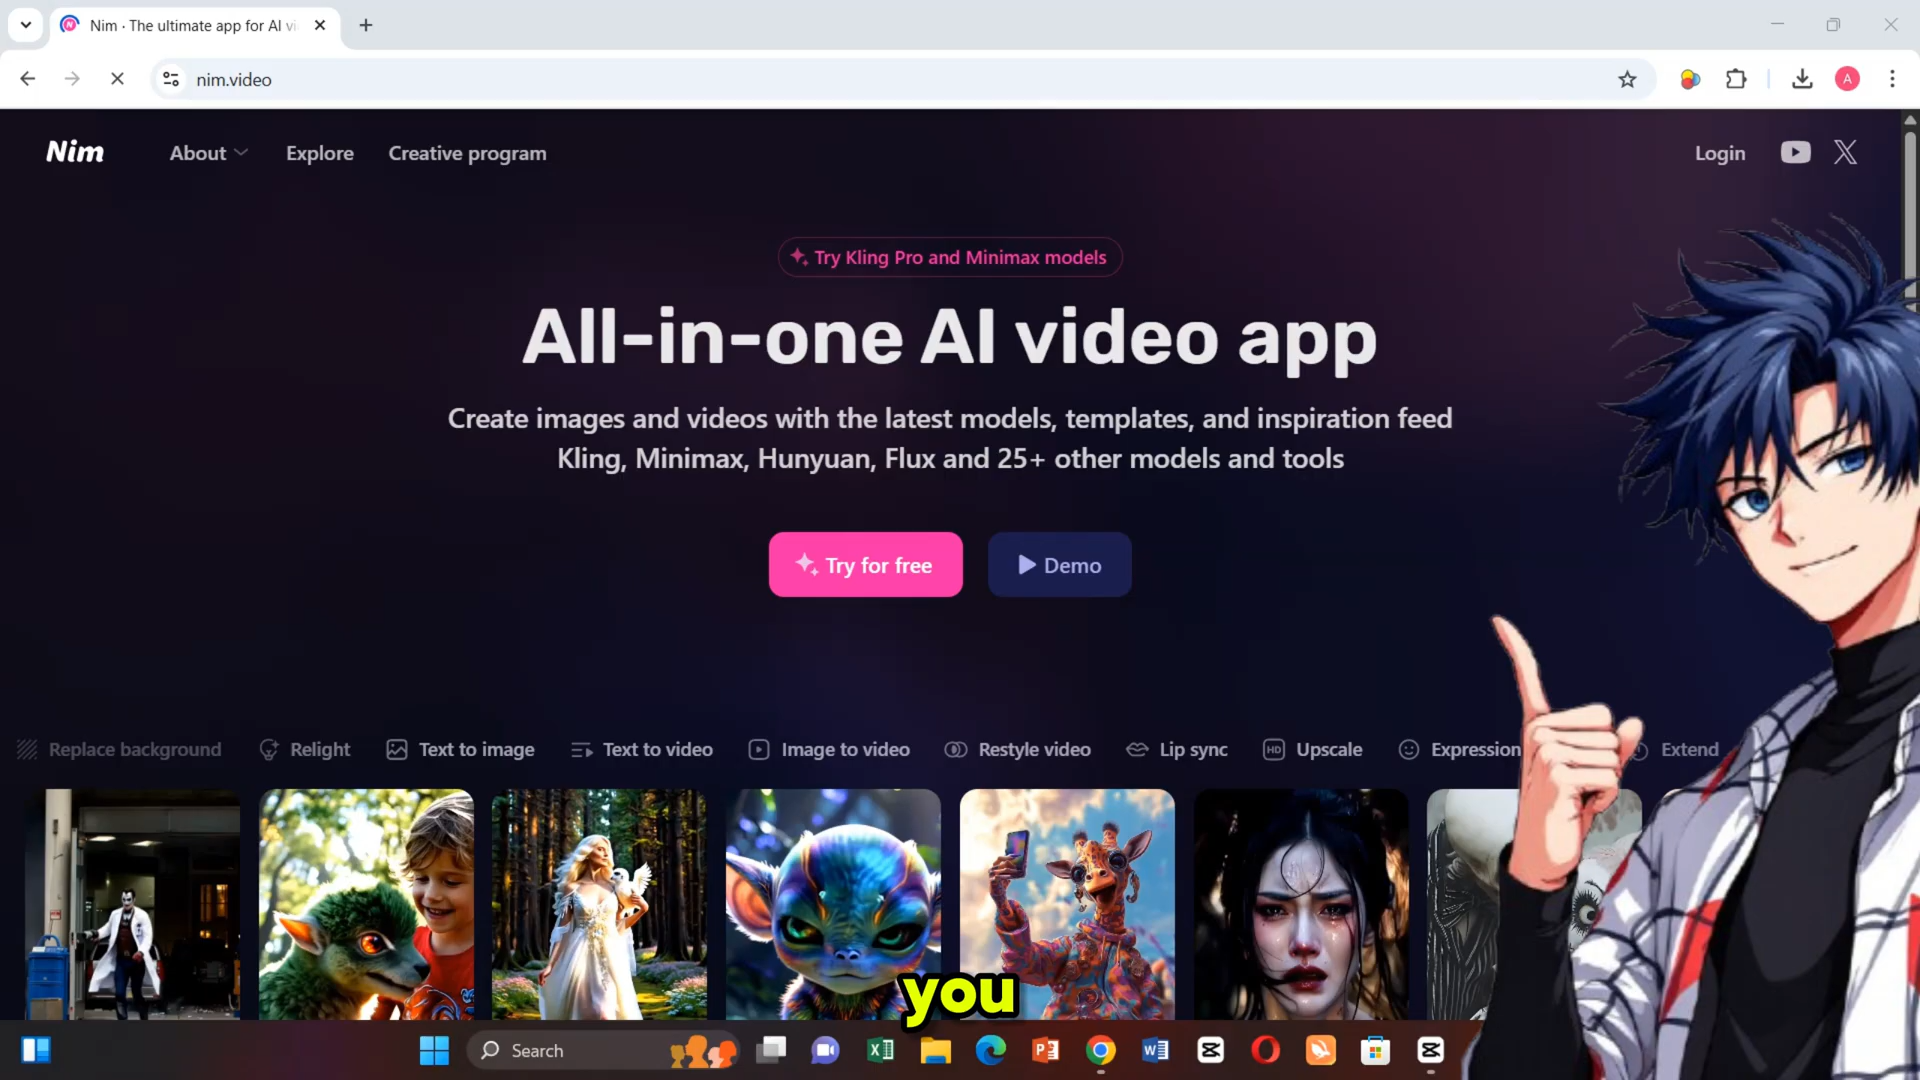 Nim · The ultimate app for AI vi
nim.video
A
Nim
About
Explore
Creative program
Login
Try Kling Pro and Minimax models
All-in-one AI video app
Create images and videos with the latest models, templates, and inspiration feed
Kling, Minimax, Hunyuan, Flux and 25+ other models and tools
Try for free
Demo
Replace background
Relight
Text to image
Text to video
Image to video
Restyle video
Lip sync
HD
Upscale
Expression
Extend
you
Search